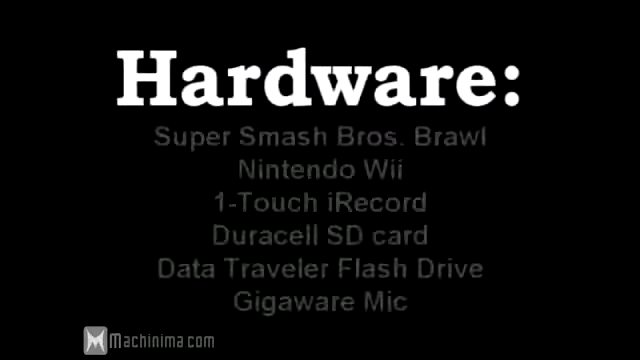 Hardware:
Super Smash Bros. Brawl
Nintendo Wii
1-Touch iRecord
Duracell SD card
Data Traveler Flash Drive
Gigaware Mic
Machinima.com